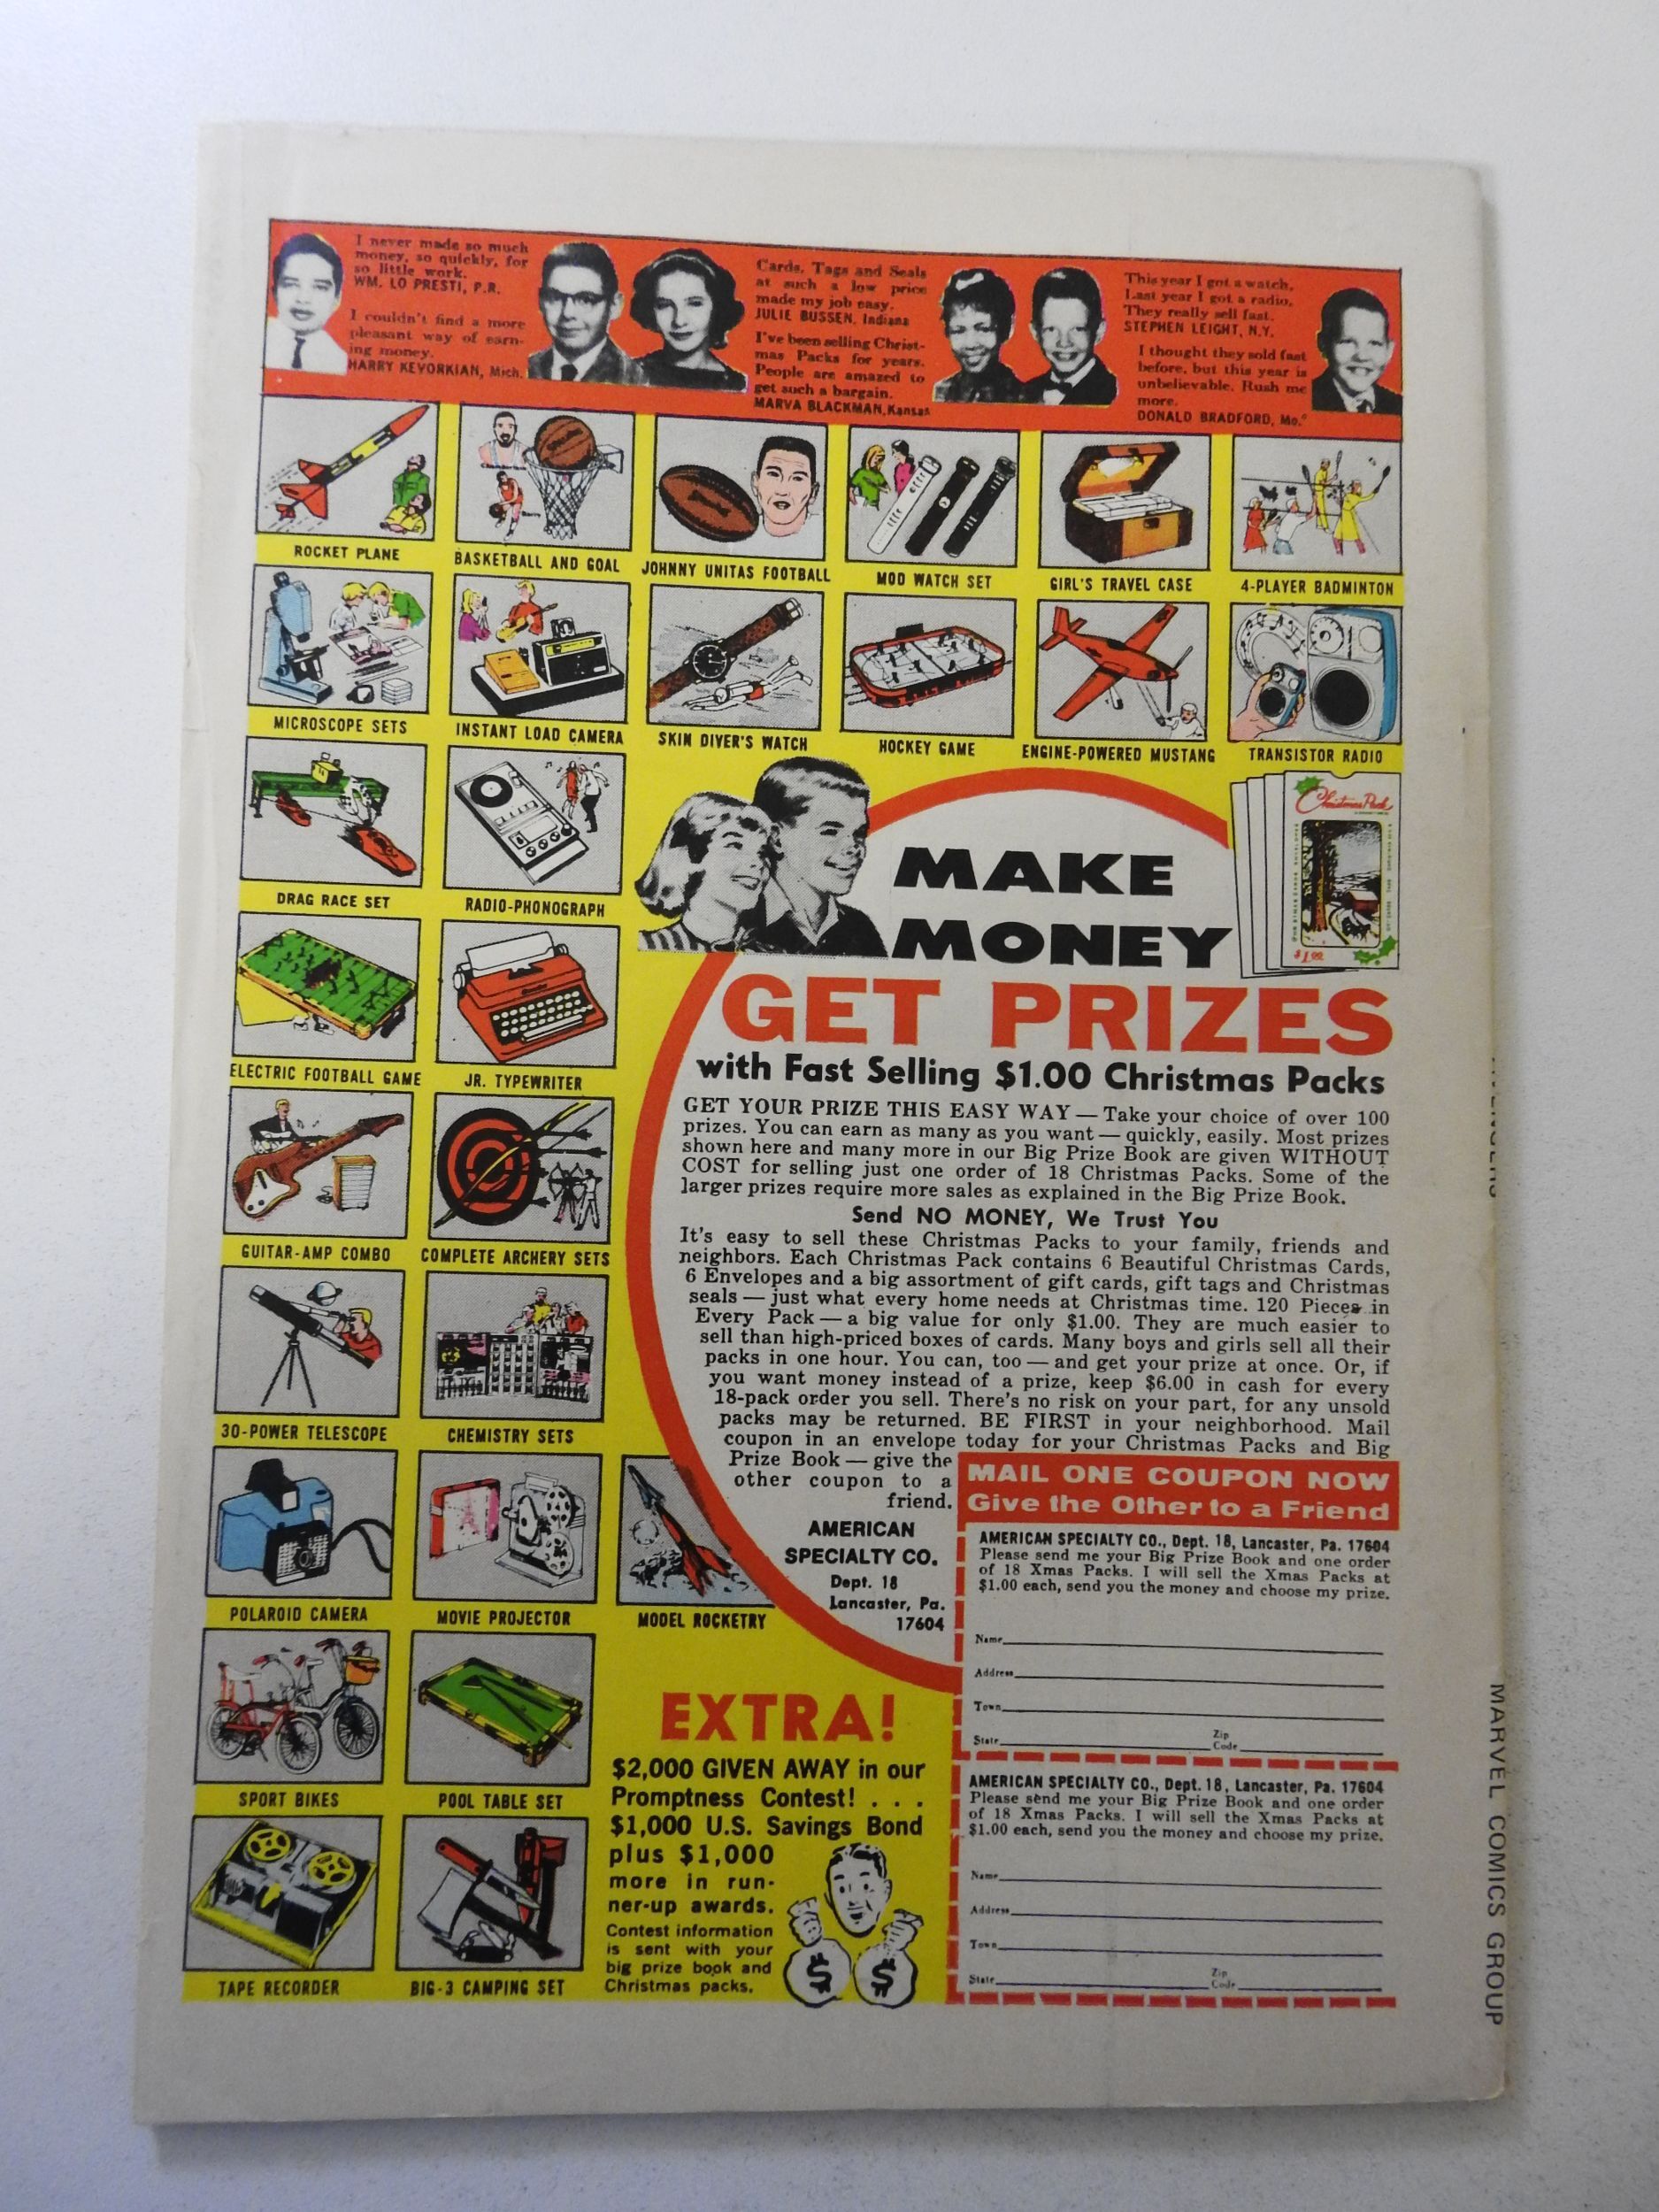 I never made so much
money, so quickly, for
so little work.
WM. LO PRESTI, P.R.
I couldn't find a more
pleasant way of earn-
ing money.
HARRY KEVORKIAN, Mich.
Cards, Tags and Seals
at such a low price
made my job easy.
JULIE BUSSEN, Indiana
I've been selling Christ-
mas Packs for years.
People are amazed to
get such a bargain.
MARVA BLACKMAN, Kansas
This year I got a watch,
Last year I got a radio,
They really sell fast.
STEPHEN LEIGHT, N.Y.
I thought they sold fast
before, but this year is
unbelievable. Rush me
more.
DONALD BRADFORD, Mo.
ROCKET PLANE
BASKETBALL AND GOAL
JOHNNY UNITAS FOOTBALL
MOD WATCH SET
GIRL'S TRAVEL CASE
4-PLAYER BADMINTON
MICROSCOPE SETS
INSTANT LOAD CAMERA
SKIN DIVER'S WATCH
HOCKEY GAME
ENGINE-POWERED MUSTANG
TRANSISTOR RADIO
DRAG RACE SET
RADIO-PHONOGRAPH
ELECTRIC FOOTBALL GAME
JR. TYPEWRITER
GUITAR-AMP COMBO
COMPLETE ARCHERY SETS
30-POWER TELESCOPE
CHEMISTRY SETS
POLAROID CAMERA
MOVIE PROJECTOR
MODEL ROCKETRY
SPORT BIKES
POOL TABLE SET
TAPE RECORDER
BIG-3 CAMPING SET
Christmas Pack
$1.00
MAKE
MONEY
GET PRIZES
with Fast Selling $1.00 Christmas Packs
GET YOUR PRIZE THIS EASY WAY — Take your choice of over 100
prizes. You can earn as many as you want — quickly, easily. Most prizes
shown here and many more in our Big Prize Book are given WITHOUT
COST for selling just one order of 18 Christmas Packs. Some of the
larger prizes require more sales as explained in the Big Prize Book.
Send NO MONEY, We Trust You
It's easy to sell these Christmas Packs to your family, friends and
neighbors. Each Christmas Pack contains 6 Beautiful Christmas Cards,
6 Envelopes and a big assortment of gift cards, gift tags and Christmas
seals — just what every home needs at Christmas time. 120 Pieces in
Every Pack — a big value for only $1.00. They are much easier to
sell than high-priced boxes of cards. Many boys and girls sell all their
packs in one hour. You can, too — and get your prize at once. Or, if
you want money instead of a prize, keep $6.00 in cash for every
18-pack order you sell. There's no risk on your part, for any unsold
packs may be returned. BE FIRST in your neighborhood. Mail
coupon in an envelope today for your Christmas Packs and Big
Prize Book — give the
other coupon to a
friend.
AMERICAN
SPECIALTY CO.
Dept. 18
Lancaster, Pa.
17604
MAIL ONE COUPON NOW
Give the Other to a Friend
AMERICAN SPECIALTY CO., Dept. 18, Lancaster, Pa. 17604
Please send me your Big Prize Book and one order
of 18 Xmas Packs. I will sell the Xmas Packs at
$1.00 each, send you the money and choose my prize.
Name
Address
Town
State Zip Code
AMERICAN SPECIALTY CO., Dept. 18, Lancaster, Pa. 17604
Please send me your Big Prize Book and one order
of 18 Xmas Packs. I will sell the Xmas Packs at
$1.00 each, send you the money and choose my prize.
Name
Address
Town
State Zip Code
EXTRA!
$2,000 GIVEN AWAY in our
Promptness Contest! . . .
$1,000 U.S. Savings Bond
plus $1,000
more in run-
ner-up awards.
Contest information
is sent with your
big prize book and
Christmas packs.
$ $
MARVEL COMICS GROUP